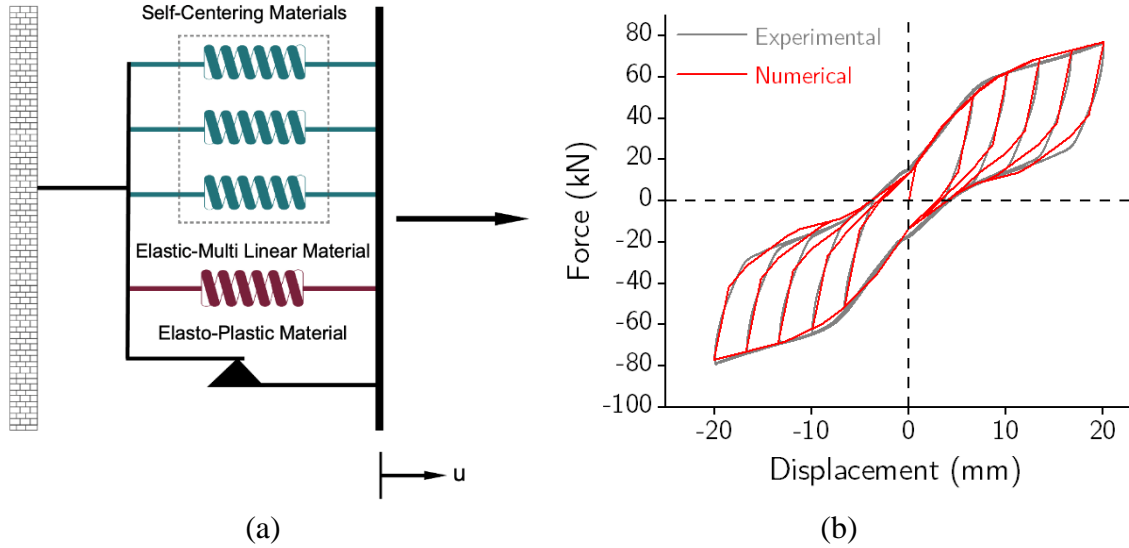 Self-Centering Materials
Elastic-Multi Linear Material
Elasto-Plastic Material
u
(a)
Experimental
Numerical
Force (kN)
80
60
40
20
0
-20
-40
-60
-80
-100
-20 -10 0 10 20
Displacement (mm)
(b)